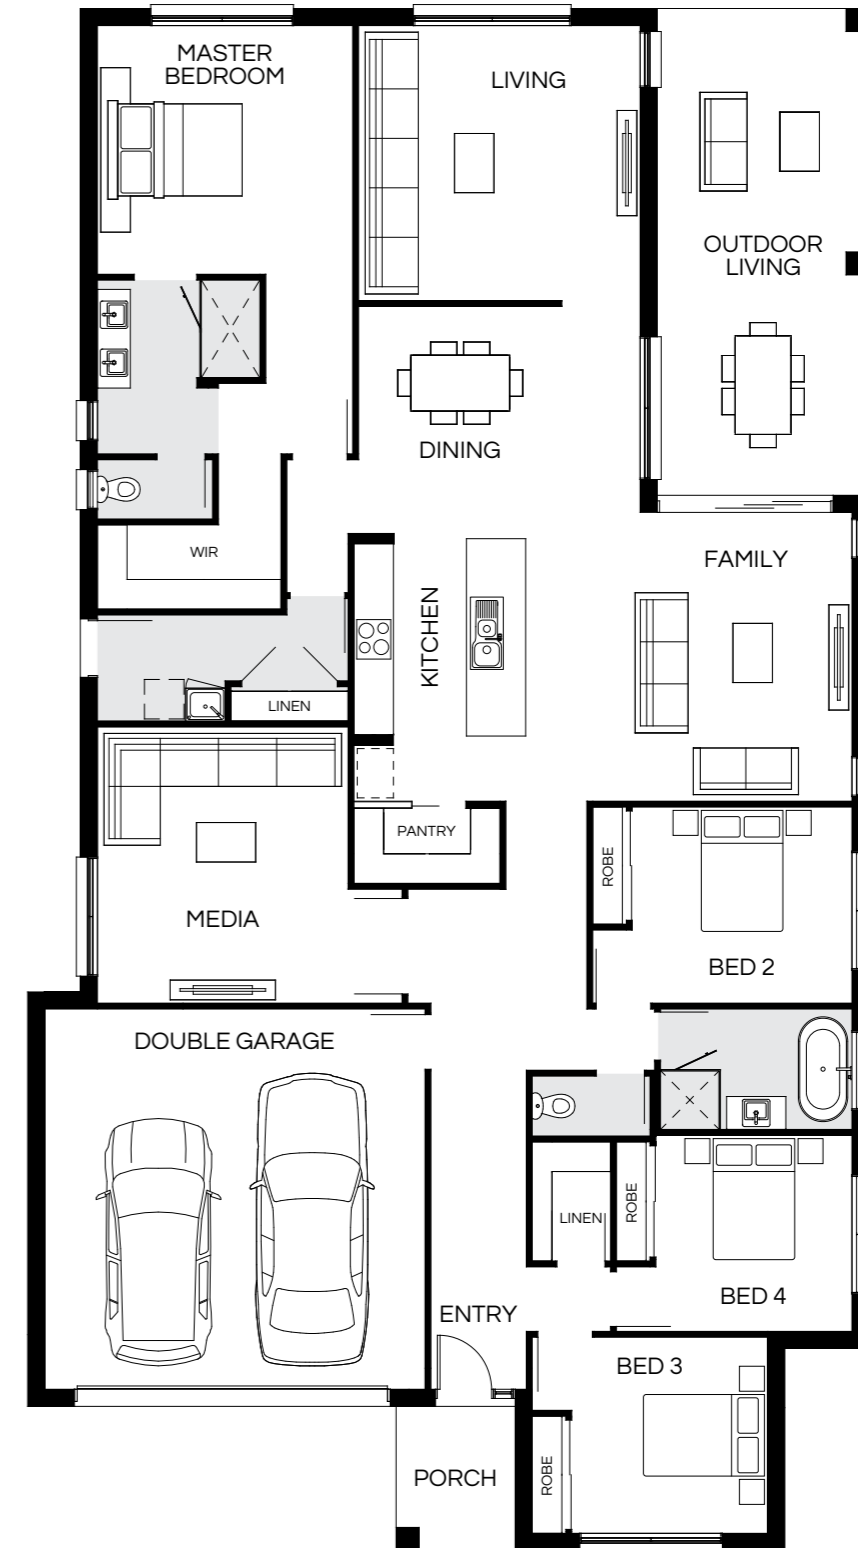 MASTER
BEDROOM
LIVING
OUTDOOR
LIVING
DINING
WIR
FAMILY
KITCHEN
LINEN
PANTRY
ROBE
MEDIA
BED 2
DOUBLE GARAGE
LINEN
ROBE
BED 4
ENTRY
BED 3
ROBE
PORCH